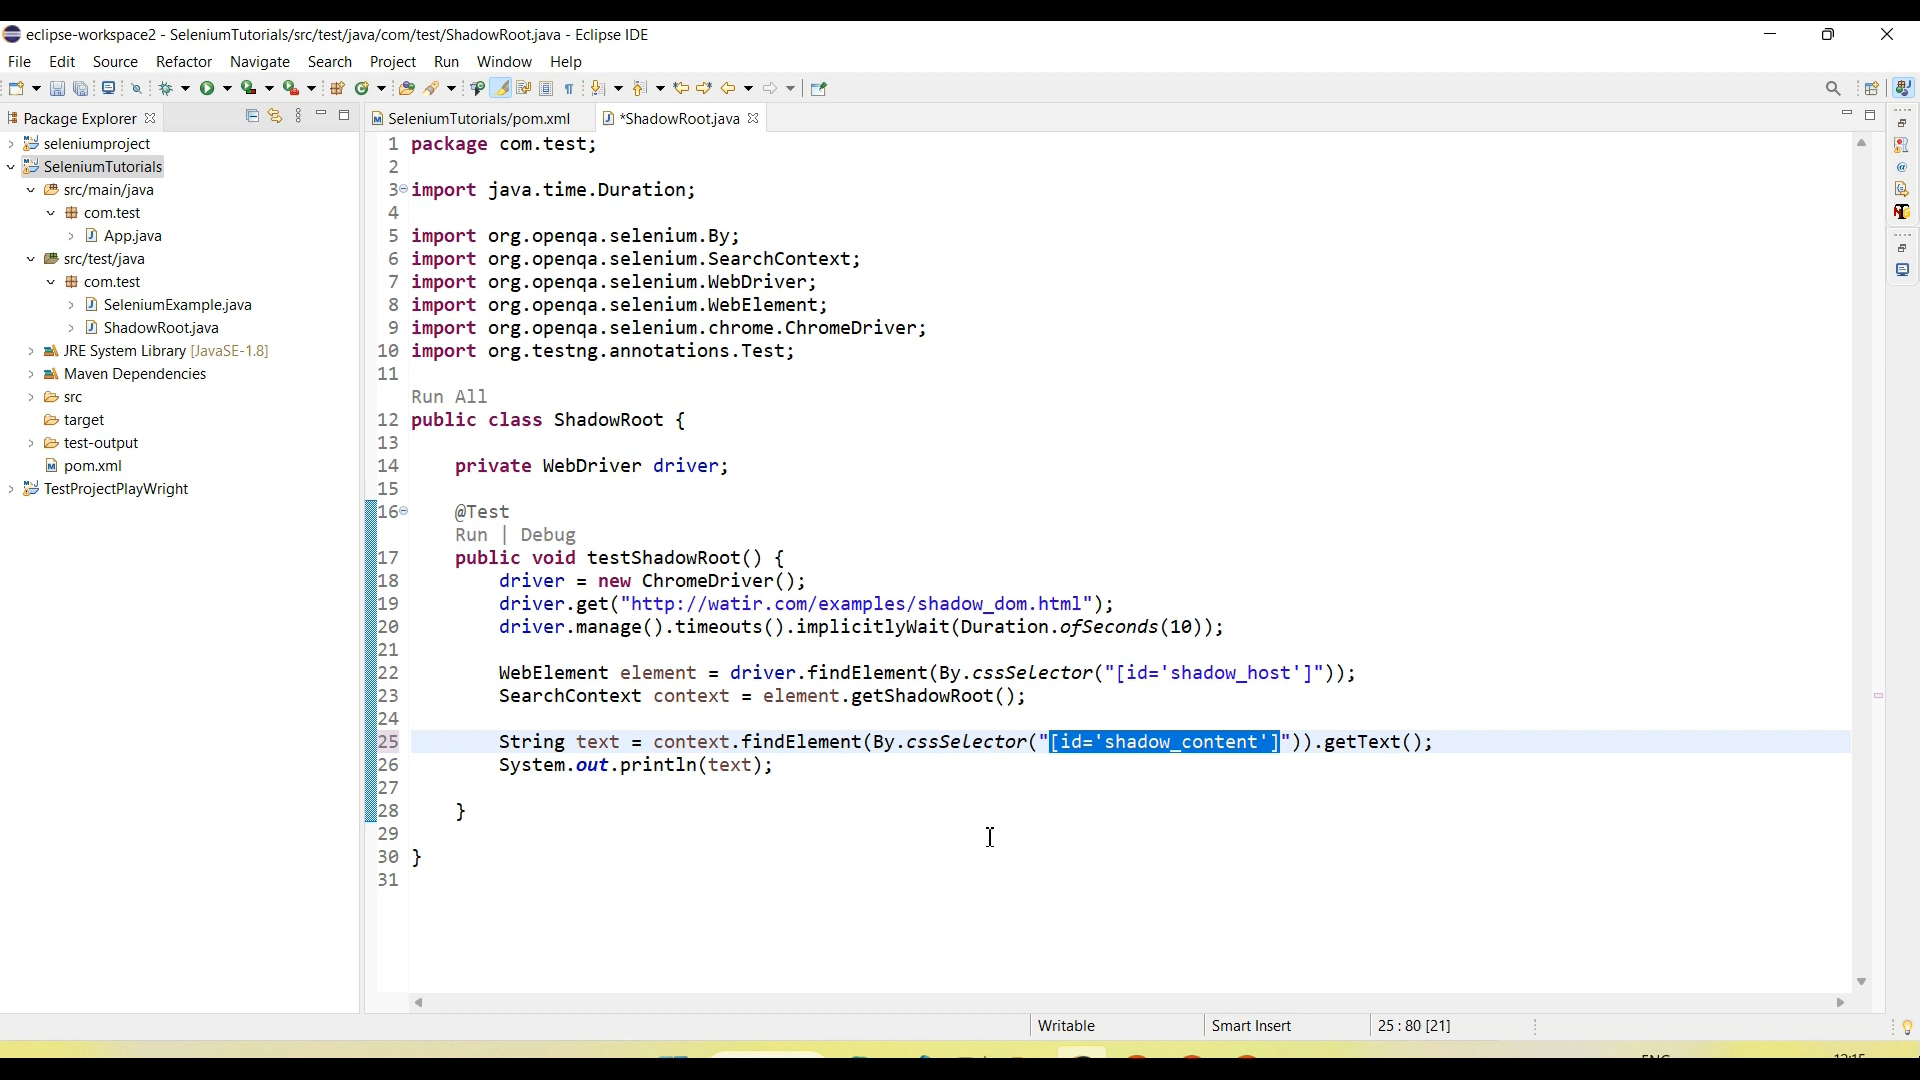 eclipse-workspace2 - SeleniumTutorials/src/test/java/com/test/ShadowRoot.java - Eclipse IDE
File Edit Source Refactor Navigate Search Project Run Window Help
Package Explorer
SeleniumTutorials/pom.xml
*ShadowRoot.java
seleniumproject
SeleniumTutorials
src/main/java
com.test
App.java
src/test/java
com.test
SeleniumExample.java
ShadowRoot.java
JRE System Library [JavaSE-1.8]
Maven Dependencies
src
target
test-output
pom.xml
TestProjectPlayWright
1 package com.test;
2
3 import java.time.Duration;
4
5 import org.openqa.selenium.By;
6 import org.openqa.selenium.SearchContext;
7 import org.openqa.selenium.WebDriver;
8 import org.openqa.selenium.WebElement;
9 import org.openqa.selenium.chrome.ChromeDriver;
10 import org.testng.annotations.Test;
11
Run All
12 public class ShadowRoot {
13
14 private WebDriver driver;
15
16 @Test
Run | Debug
17 public void testShadowRoot() {
18 driver = new ChromeDriver();
19 driver.get("http://watir.com/examples/shadow_dom.html");
20 driver.manage().timeouts().implicitlyWait(Duration.ofSeconds(10));
21
22 WebElement element = driver.findElement(By.cssSelector("[id='shadow_host']"));
23 SearchContext context = element.getShadowRoot();
24
25 String text = context.findElement(By.cssSelector("[id='shadow_content']")).getText();
26 System.out.println(text);
27
28 }
29
30 }
31
Writable Smart Insert 25 : 80 [21]